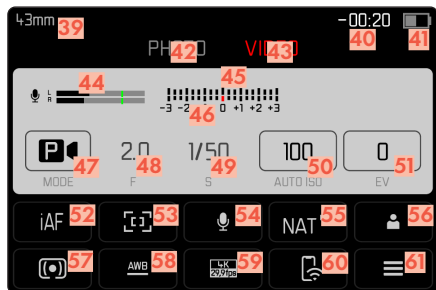 43mm 39
-00:20
40 41
PHOTO 42 VIDEO 43
44 45
L
R
-3 -2 -1 0 +1 +2 +3
46
P 2.0 1/50 100 0
47 48 49 50 51
MODE F S AUTO ISO EV
iAF 52 53 54 NAT 55 56
57 AWB 58 4K 59 60 61
29,97fps